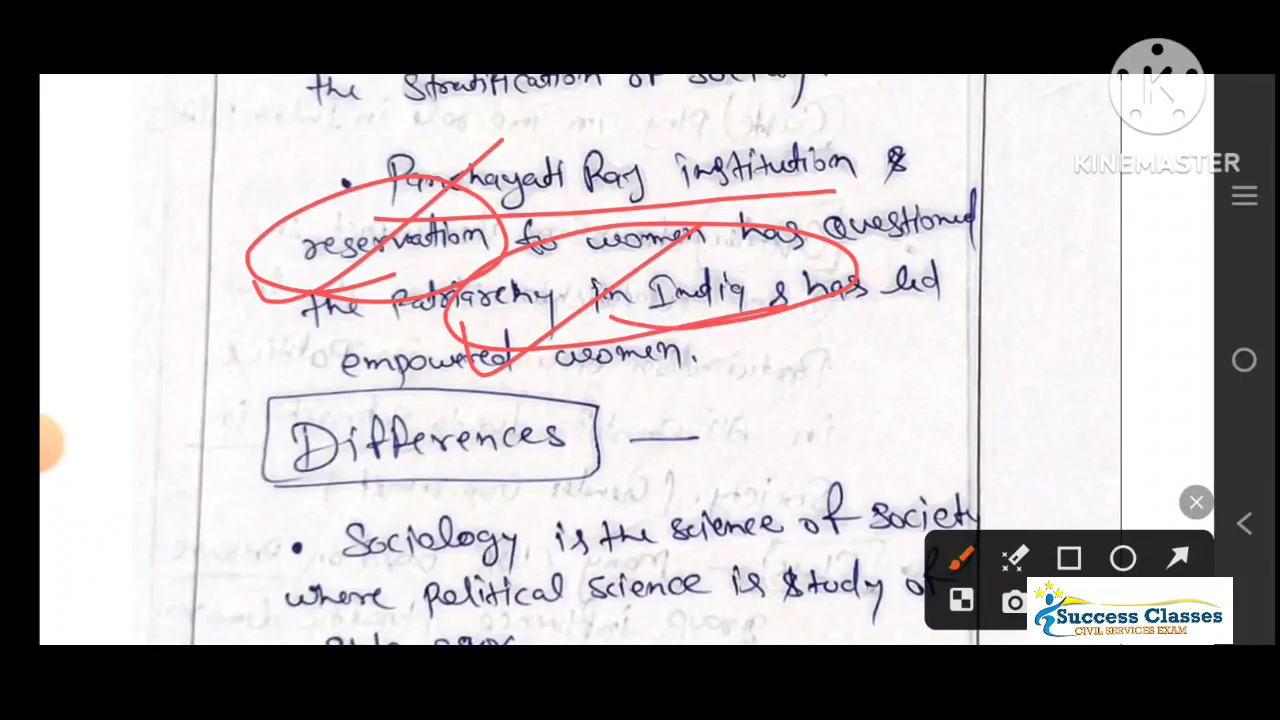 the stratification of society.
• Panchayati Raj institution &
reservation to women has questioned
the patriarchy in India & has led
empowered women.
Differences —
• Sociology is the science of society
where, political science is study of
K
KINEMASTER
Success Classes
CIVIL SERVICES EXAM